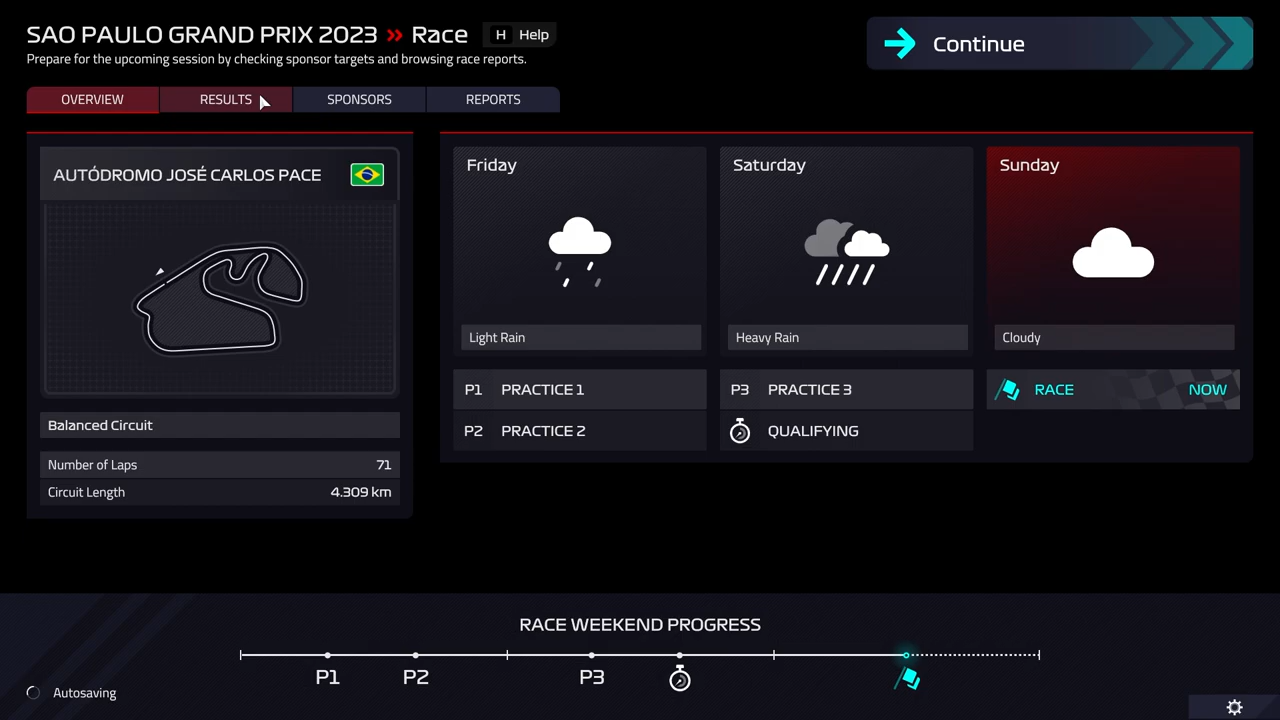 SAO PAULO GRAND PRIX 2023 » Race H Help
Prepare for the upcoming session by checking sponsor targets and browsing race reports.
Continue
OVERVIEW RESULTS SPONSORS REPORTS
AUTÓDROMO JOSÉ CARLOS PACE
Balanced Circuit
Number of Laps 71
Circuit Length 4.309 km
Friday
Light Rain
P1 PRACTICE 1
P2 PRACTICE 2
Saturday
Heavy Rain
P3 PRACTICE 3
QUALIFYING
Sunday
Cloudy
RACE NOW
RACE WEEKEND PROGRESS
P1 P2 P3
Autosaving